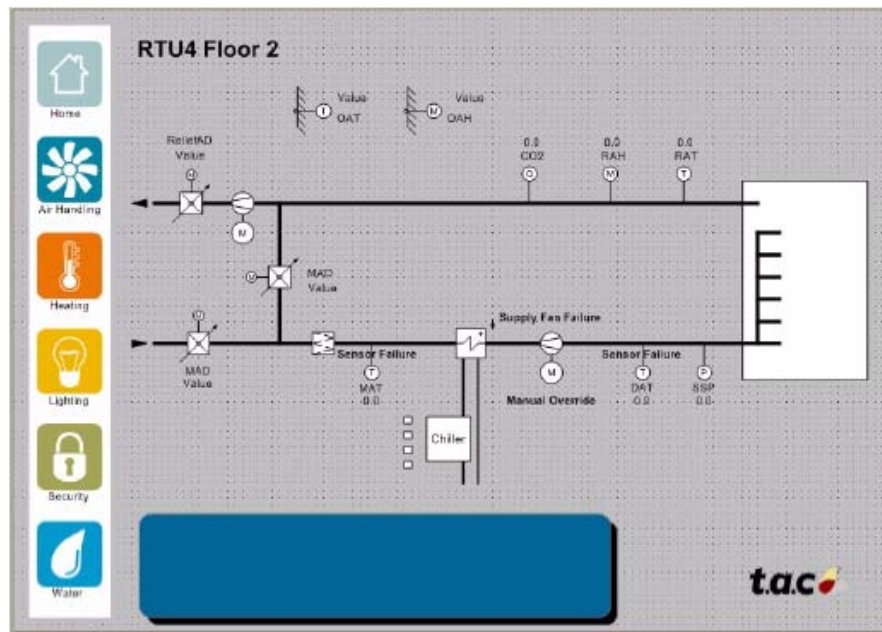 RTU4 Floor 2
Home
Air Handling
Heating
Lighting
Security
Water
Value
OAT
T
Value
OAH
M
ReliefAD
Value
M
M
0.0
CO2
0.0
RAH
M
0.0
RAT
T
M
MAD
Value
M
MAD
Value
Sensor Failure
T
MAT
0.0
Supply Fan Failure
M
Manual Override
Sensor Failure
T
DAT
0.0
P
SSP
0.0
Chiller
t.a.c